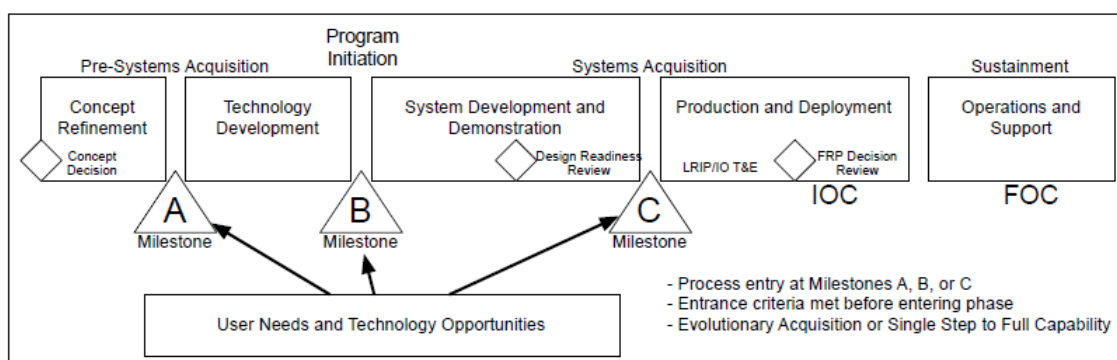 Program
Initiation
Pre-Systems Acquisition
Systems Acquisition
Sustainment
Concept
Refinement
Technology
Development
System Development and
Demonstration
Production and Deployment
Operations and
Support
Concept
Decision
Design Readiness
Review
LRIP/IO T&E
FRP Decision
Review
IOC
FOC
A
Milestone
B
Milestone
C
Milestone
User Needs and Technology Opportunities
- Process entry at Milestones A, B, or C
- Entrance criteria met before entering phase
- Evolutionary Acquisition or Single Step to Full Capability